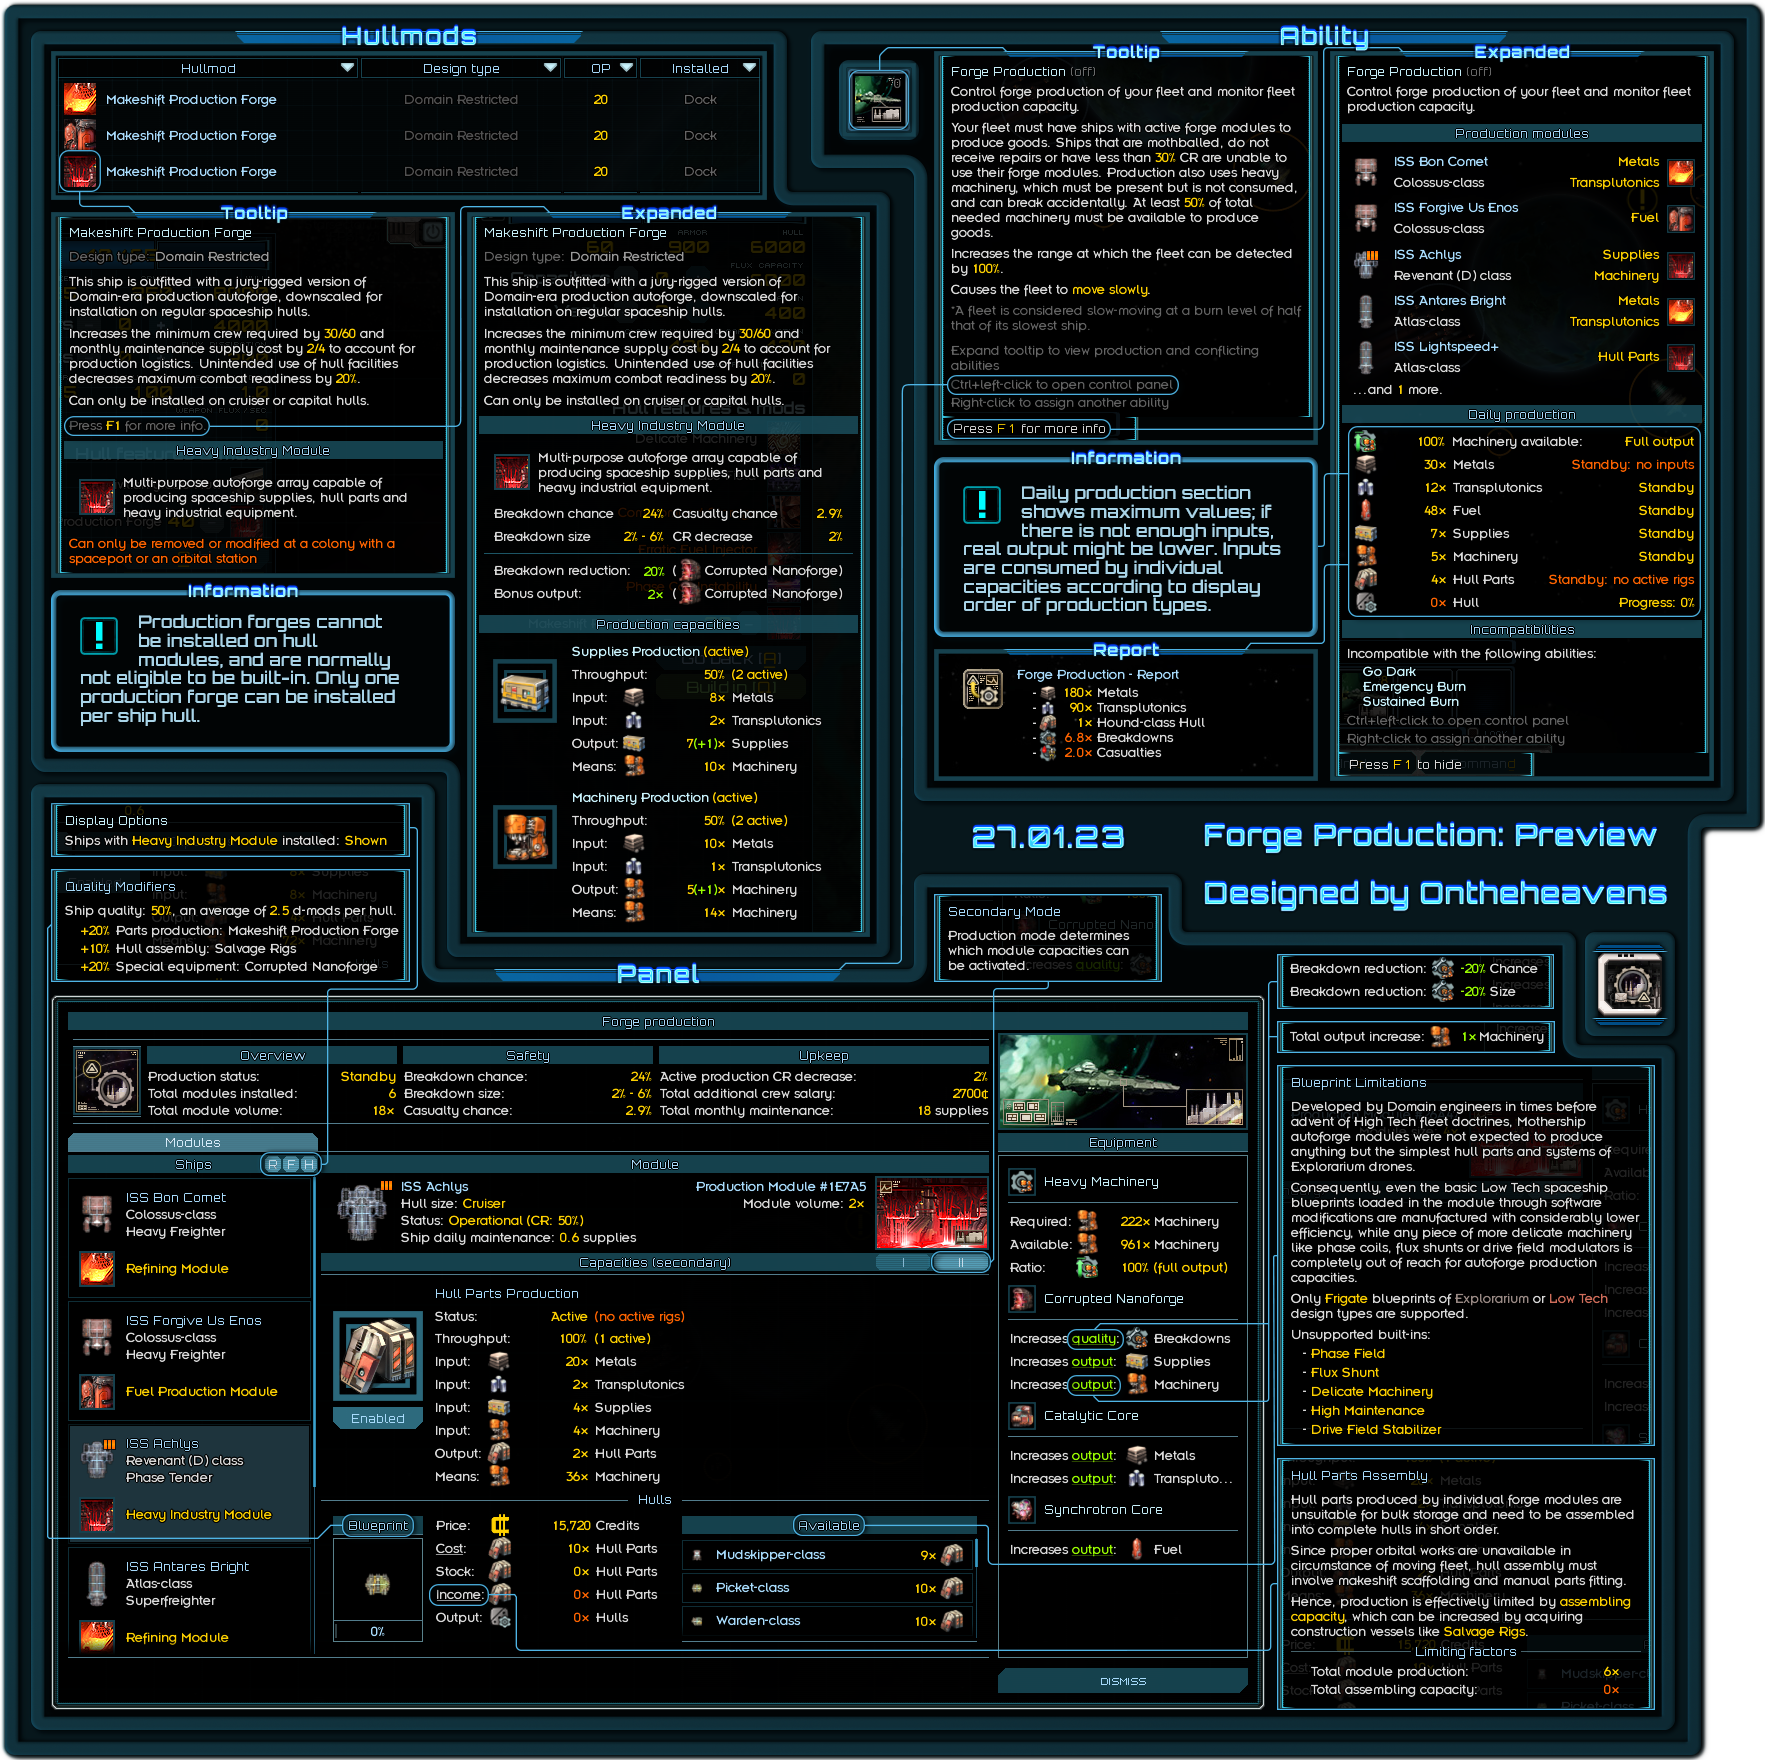 Hullmods
Hullmod Design type OP Installed
Makeshift Production Forge Domain Restricted 20 Dock
Makeshift Production Forge Domain Restricted 20 Dock
Makeshift Production Forge Domain Restricted 20 Dock
Tooltip
Makeshift Production Forge
Design type: Domain Restricted
This ship is outfitted with a jury-rigged version of
Domain-era production autoforge, downscaled for
installation on regular spaceship hulls.
Increases the minimum crew required by 30/60 and
monthly maintenance supply cost by 2/4 to account for
production logistics. Unintended use of hull facilities
decreases maximum combat readiness by 20%.
Can only be installed on cruiser or capital hulls.
Press F1 for more info
Heavy Industry Module
Multi-purpose autoforge array capable of
producing spaceship supplies, hull parts and
heavy industrial equipment.
Can only be removed or modified at a colony with a
spaceport or an orbital station
Information
Production forges cannot
be installed on hull
modules, and are normally
not eligible to be built-in. Only one
production forge can be installed
per ship hull.
Expanded
Makeshift Production Forge
Design type: Domain Restricted
This ship is outfitted with a jury-rigged version of
Domain-era production autoforge, downscaled for
installation on regular spaceship hulls.
Increases the minimum crew required by 30/60 and
monthly maintenance supply cost by 2/4 to account for
production logistics. Unintended use of hull facilities
decreases maximum combat readiness by 20%.
Can only be installed on cruiser or capital hulls.
Heavy Industry Module
Multi-purpose autoforge array capable of
producing spaceship supplies, hull parts and
heavy industrial equipment.
Breakdown chance 24% Casualty chance 2.9%
Breakdown size 2% - 6% CR decrease 2%
Breakdown reduction: 20% ( Corrupted Nanoforge)
Bonus output: 2× ( Corrupted Nanoforge)
Production capacities
Supplies Production (active)
Throughput: 50% (2 active)
Input: 8× Metals
Input: 2× Transplutonics
Output: 7(+1)× Supplies
Means: 10× Machinery
Machinery Production (active)
Throughput: 50% (2 active)
Input: 10× Metals
Input: 1× Transplutonics
Output: 5(+1)× Machinery
Means: 14× Machinery
Ability
Tooltip
Forge Production (off)
Control forge production of your fleet and monitor fleet
production capacity.
Your fleet must have ships with active forge modules to
produce goods. Ships that are mothballed, do not
receive repairs or have less than 30% CR are unable to
use their forge modules. Production also uses heavy
machinery, which must be present but is not consumed,
and can break accidentally. At least 50% of total
needed machinery must be available to produce
goods.
Increases the range at which the fleet can be detected
by 100%.
Causes the fleet to move slowly.
*A fleet is considered slow-moving at a burn level of half
that of its slowest ship.
Expand tooltip to view production and conflicting
abilities
Ctrl+left-click to open control panel
Right-click to assign another ability
Press F1 for more info
Information
Daily production section
shows maximum values; if
there is not enough inputs,
real output might be lower. Inputs
are consumed by individual
capacities according to display
order of production types.
Report
Forge Production - Report
- 180× Metals
- 90× Transplutonics
- 1× Hound-class Hull
- 6.8× Breakdowns
- 2.0× Casualties
Expanded
Forge Production (off)
Control forge production of your fleet and monitor fleet
production capacity.
Production modules
ISS Bon Comet Metals
Colossus-class Transplutonics
ISS Forgive Us Enos
Colossus-class Fuel
ISS Achlys Supplies
Revenant (D) class Machinery
ISS Antares Bright Metals
Atlas-class Transplutonics
ISS Lightspeed+
Atlas-class Hull Parts
...and 1 more.
Daily production
100% Machinery available: Full output
30× Metals Standby: no inputs
12× Transplutonics Standby
48× Fuel Standby
7× Supplies Standby
5× Machinery Standby
4× Hull Parts Standby: no active rigs
0× Hull Progress: 0%
Incompatibilities
Incompatible with the following abilities:
Go Dark
Emergency Burn
Sustained Burn
Ctrl+left-click to open control panel
Right-click to assign another ability
Press F1 to hide
27.01.23 Forge Production: Preview
Designed by Ontheheavens
Display Options
Ships with Heavy Industry Module installed: Shown
Quality Modifiers
Ship quality: 50%, an average of 2.5 d-mods per hull.
+20% Parts production: Makeshift Production Forge
+10% Hull assembly: Salvage Rigs
+20% Special equipment: Corrupted Nanoforge
Secondary Mode
Production mode determines
which module capacities can
be activated.
Panel
Forge production
Overview Safety Upkeep
Production status: Standby Breakdown chance: 24% Active production CR decrease: 2%
Total modules installed: 6 Breakdown size: 2% - 6% Total additional crew salary: 2700¢
Total module volume: 18× Casualty chance: 2.9% Total monthly maintenance: 18 supplies
Modules
Ships R F H
ISS Bon Comet
Colossus-class
Heavy Freighter
Refining Module
ISS Forgive Us Enos
Colossus-class
Heavy Freighter
Fuel Production Module
ISS Achlys
Revenant (D) class
Phase Tender
Heavy Industry Module
ISS Antares Bright
Atlas-class
Superfreighter
Refining Module
Module
ISS Achlys Production Module #1E7A5
Hull size: Cruiser Module volume: 2×
Status: Operational (CR: 50%)
Ship daily maintenance: 0.6 supplies
Capacities (secondary) I II
Hull Parts Production
Status: Active (no active rigs)
Throughput: 100% (1 active)
Input: 20× Metals
Input: 2× Transplutonics
Input: 4× Supplies
Input: 4× Machinery
Output: 2× Hull Parts
Means: 36× Machinery
Enabled
Hulls
Blueprint
0%
Price: 15,720 Credits
Cost: 10× Hull Parts
Stock: 0× Hull Parts
Income: 0× Hull Parts
Output: 0× Hulls
Available
Mudskipper-class 9×
Picket-class 10×
Warden-class 10×
Equipment
Heavy Machinery
Required: 222× Machinery
Available: 961× Machinery
Ratio: 100% (full output)
Corrupted Nanoforge
Increases quality: Breakdowns
Increases output: Supplies
Increases output: Machinery
Catalytic Core
Increases output: Metals
Increases output: Transpluto...
Synchrotron Core
Increases output: Fuel
DISMISS
Breakdown reduction: -20% Chance
Breakdown reduction: -20% Size
Total output increase: 1× Machinery
Blueprint Limitations
Developed by Domain engineers in times before
advent of High Tech fleet doctrines, Mothership
autoforge modules were not expected to produce
anything but the simplest hull parts and systems of
Explorarium drones.
Consequently, even the basic Low Tech spaceship
blueprints loaded in the module through software
modifications are manufactured with considerably lower
efficiency, while any piece of more delicate machinery
like phase coils, flux shunts or drive field modulators is
completely out of reach for autoforge production
capacities.
Only Frigate blueprints of Explorarium or Low Tech
design types are supported.
Unsupported built-ins:
- Phase Field
- Flux Shunt
- Delicate Machinery
- High Maintenance
- Drive Field Stabilizer
Hull Parts Assembly
Hull parts produced by individual forge modules are
unsuitable for bulk storage and need to be assembled
into complete hulls in short order.
Since proper orbital works are unavailable in
circumstance of moving fleet, hull assembly must
involve makeshift scaffolding and manual parts fitting.
Hence, production is effectively limited by assembling
capacity, which can be increased by acquiring
construction vessels like Salvage Rigs.
Limiting factors
Total module production: 6×
Total assembling capacity: 0×